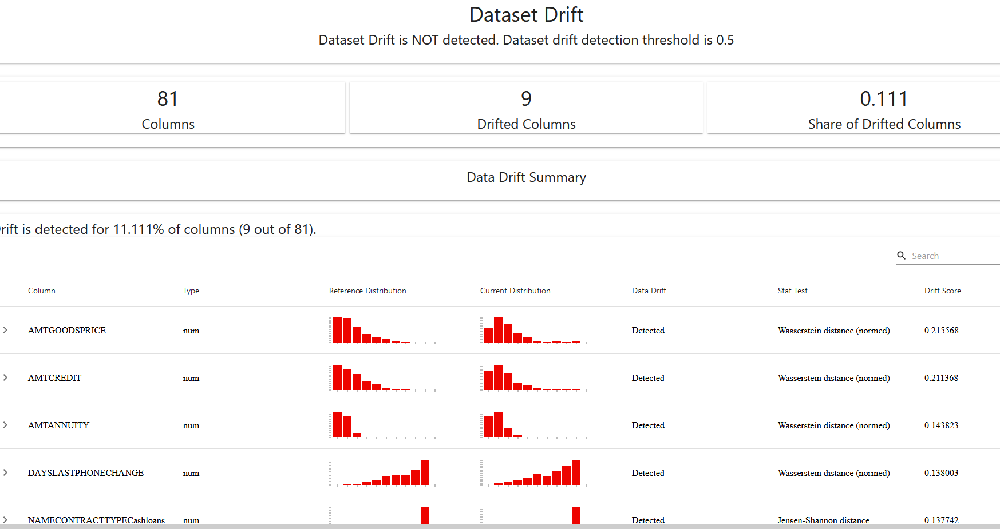 Dataset Drift
Dataset Drift is NOT detected. Dataset drift detection threshold is 0.5
81 9 0.111
Columns Drifted Columns Share of Drifted Columns
Data Drift Summary
rift is detected for 11.111% of columns (9 out of 81).
Search
Column Type Reference Distribution Current Distribution Data Drift Stat Test Drift Score
AMTGOODSPRICE num Detected Wasserstein distance (normed) 0.215568
AMTCREDIT num Detected Wasserstein distance (normed) 0.211368
AMTANNUITY num Detected Wasserstein distance (normed) 0.143823
DAYSLASTPHONECHANGE num Detected Wasserstein distance (normed) 0.138003
NAMECONTRACTTYPECashloans num Detected Jensen-Shannon distance 0.137742